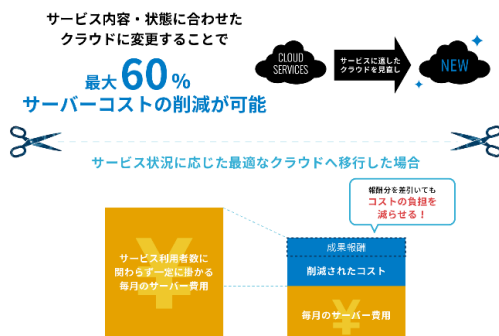 サービス内容・状態に合わせた
クラウドに変更することで
最大60%
サーバーコストの削減が可能
CLOUD
SERVICES
サービスに適した
クラウドを見直し
NEW
サービス状況に応じた最適なクラウドへ移行した場合
報酬分を差引いても
コストの負担を
減らせる！
サービス利用者数に
関わらず一定に掛かる
毎月のサーバー費用
¥
成果報酬
削減されたコスト
毎月のサーバー費用
¥